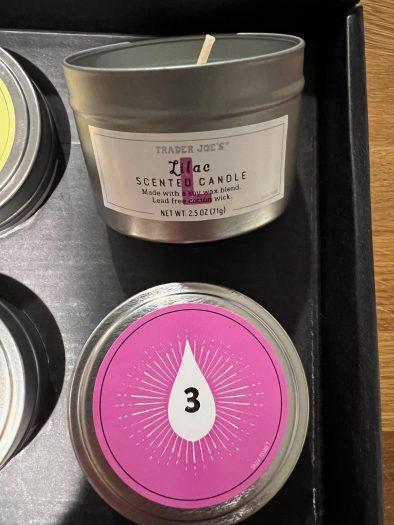 TRADER JOE'S™
Lilac
SCENTED CANDLE
Made with a soy wax blend.
Lead free cotton wick.
NET WT. 2.5 OZ (71g)
3